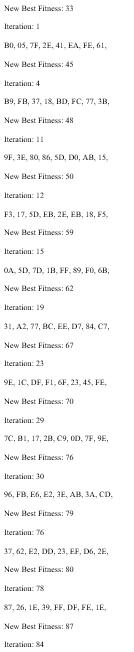 New Best Fitness: 33
Iteration: 1
B0, 05, 7F, 2E, 41, EA, FE, 61,
New Best Fitness: 45
Iteration: 4
B9, FB, 37, 18, BD, FC, 77, 3B,
New Best Fitness: 48
Iteration: 11
9F, 3E, 80, 86, 5D, D0, AB, 15,
New Best Fitness: 50
Iteration: 12
F3, 17, 5D, EB, 2E, EB, 18, F5,
New Best Fitness: 59
Iteration: 15
0A, 5D, 7D, 1B, FF, 89, F0, 6B,
New Best Fitness: 62
Iteration: 19
31, A2, 77, BC, EE, D7, 84, C7,
New Best Fitness: 67
Iteration: 23
9E, 1C, DF, F1, 6F, 23, 45, FE,
New Best Fitness: 70
Iteration: 29
7C, B1, 17, 2B, C9, 0D, 7F, 9E,
New Best Fitness: 76
Iteration: 30
96, FB, E6, E2, 3E, AB, 3A, CD,
New Best Fitness: 79
Iteration: 76
37, 62, E2, DD, 23, EF, D6, 2E,
New Best Fitness: 80
Iteration: 78
87, 26, 1E, 39, FF, DF, FE, 1E,
New Best Fitness: 87
Iteration: 84